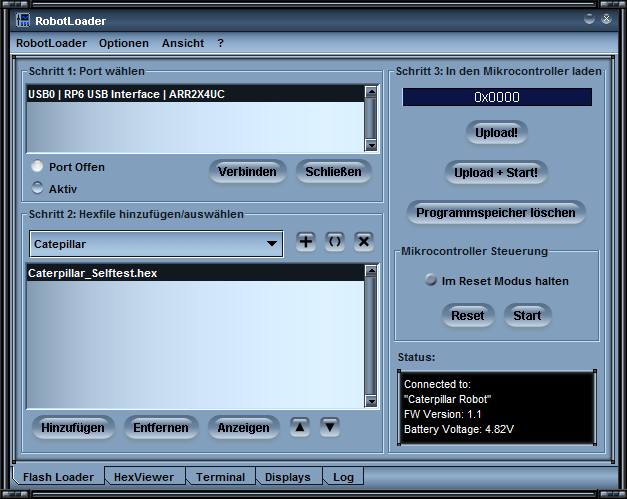 RobotLoader
RobotLoader Optionen Ansicht ?
Schritt 1: Port wählen
USB0 | RP6 USB Interface | ARR2X4UC
Port Offen
Aktiv
Verbinden
Schließen
Schritt 2: Hexfile hinzufügen/auswählen
Catepillar
Caterpillar_Selftest.hex
Hinzufügen
Entfernen
Anzeigen
Schritt 3: In den Mikrocontroller laden
0x0000
Upload!
Upload + Start!
Programmspeicher löschen
Mikrocontroller Steuerung
Im Reset Modus halten
Reset
Start
Status:
Connected to:
"Caterpillar Robot"
FW Version: 1.1
Battery Voltage: 4.82V
Flash Loader
HexViewer
Terminal
Displays
Log